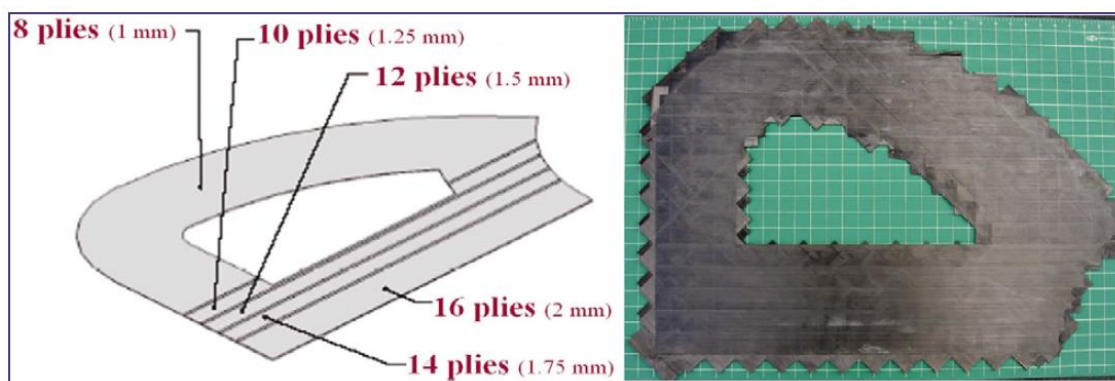 8 plies (1 mm)
10 plies (1.25 mm)
12 plies (1.5 mm)
16 plies (2 mm)
14 plies (1.75 mm)